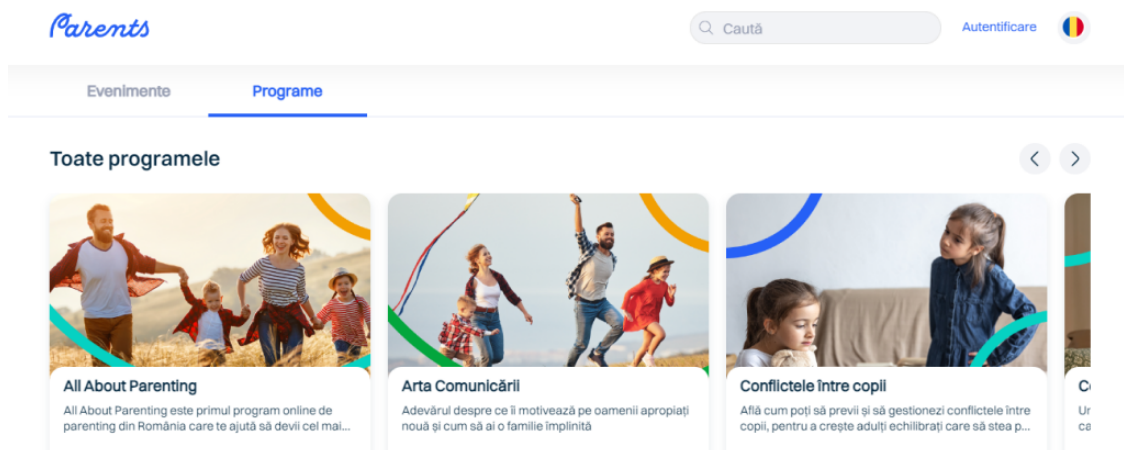 Parents
Caută
Autentificare
Evenimente
Programe
Toate programele
All About Parenting
All About Parenting este primul program online de
parenting din România care te ajută să devii cel mai...
Arta Comunicării
Adevărul despre ce îi motivează pe oamenii apropiați
nouă și cum să ai o familie împlinită
Conflictele între copii
Află cum poți să previi și să gestionezi conflictele între
copii, pentru a crește adulți echilibrați care să stea p...